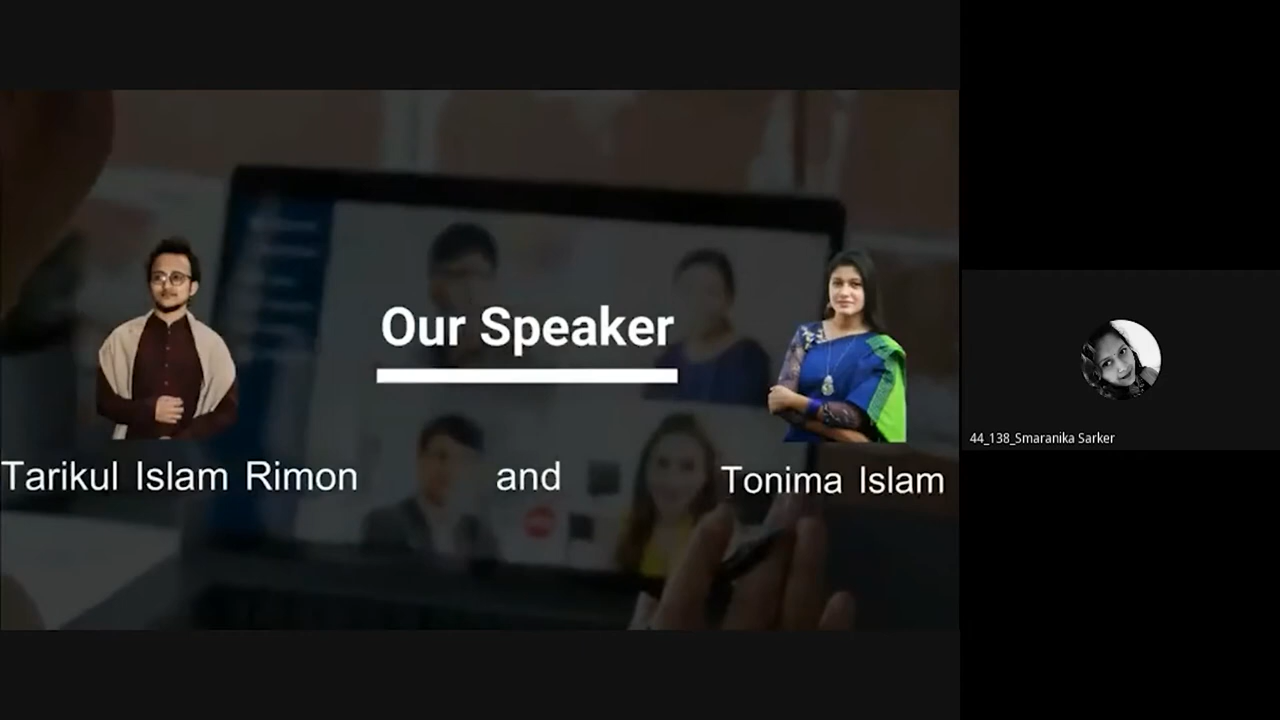 Our Speaker
Tarikul Islam Rimon and Tonima Islam
44_138_Smaranika Sarker